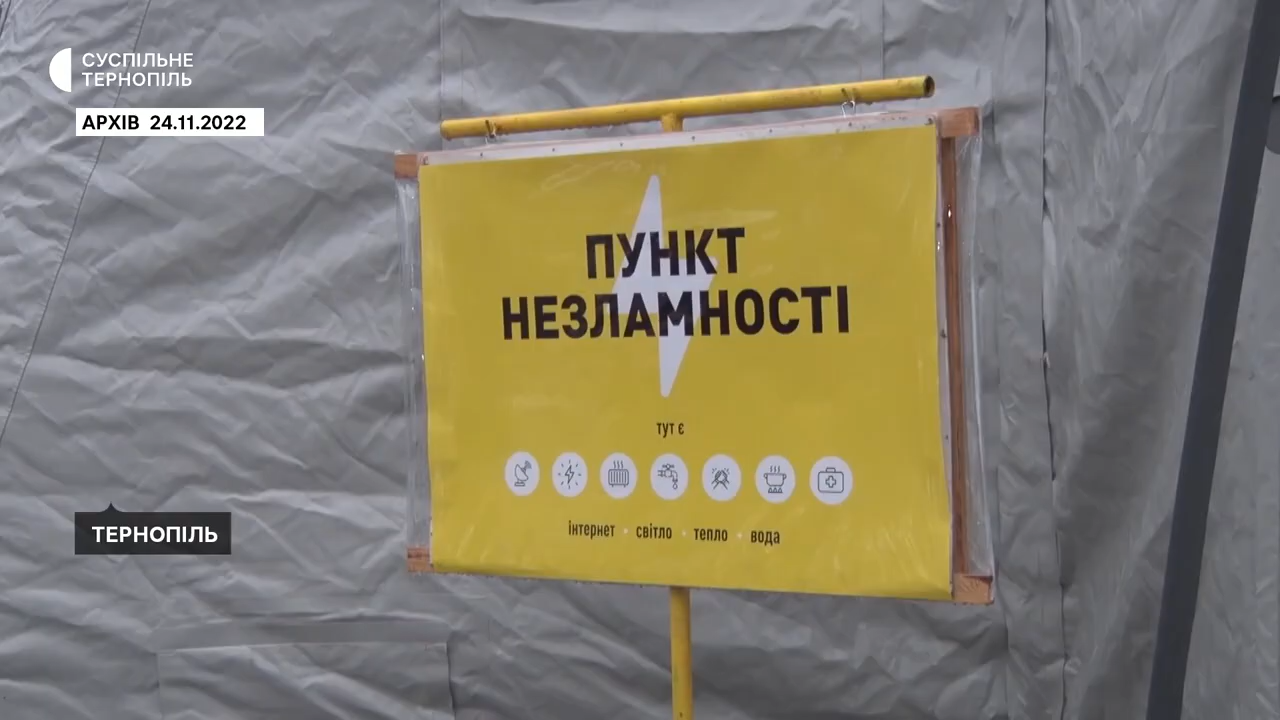 СУСПІЛЬНЕ
ТЕРНОПІЛЬ
АРХІВ 24.11.2022
ПУНКТ
НЕЗЛАМНОСТІ
тут є
інтернет • світло • тепло • вода
ТЕРНОПІЛЬ